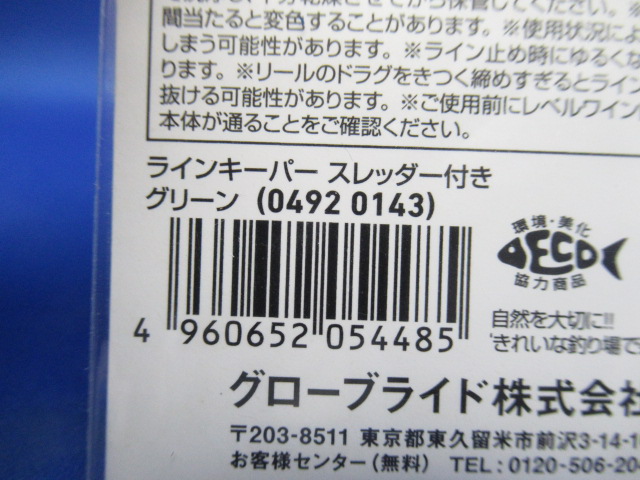 間当たると変色することがあります。※使用状況によ
しまう可能性があります。※ライン止め時にゆるくな
ります。※リールのドラグをきつく締めすぎるとライン
抜ける可能性があります。※ご使用前にレベルワイン
本体が通ることをご確認ください。
ラインキーパー スレッダー付き
グリーン (0492 0143)
環境・美化
ECO
協力商品
4 960652 054485
自然を大切に!!
きれいな釣り場で
グローブライド株式会社
〒203-8511 東京都東久留米市前沢3-14-1
お客様センター(無料) TEL:0120-506-20